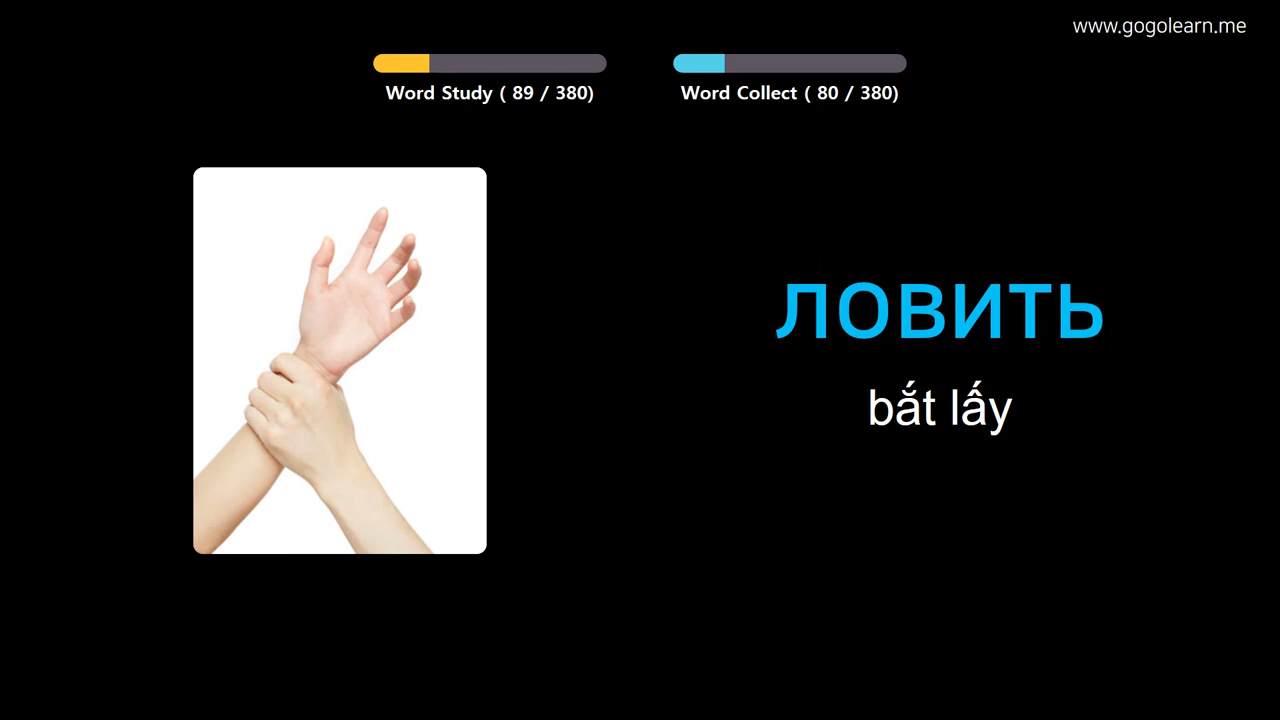 www.gogolearn.me
Word Study ( 89 / 380)
Word Collect ( 80 / 380)
ловить
bắt lấy